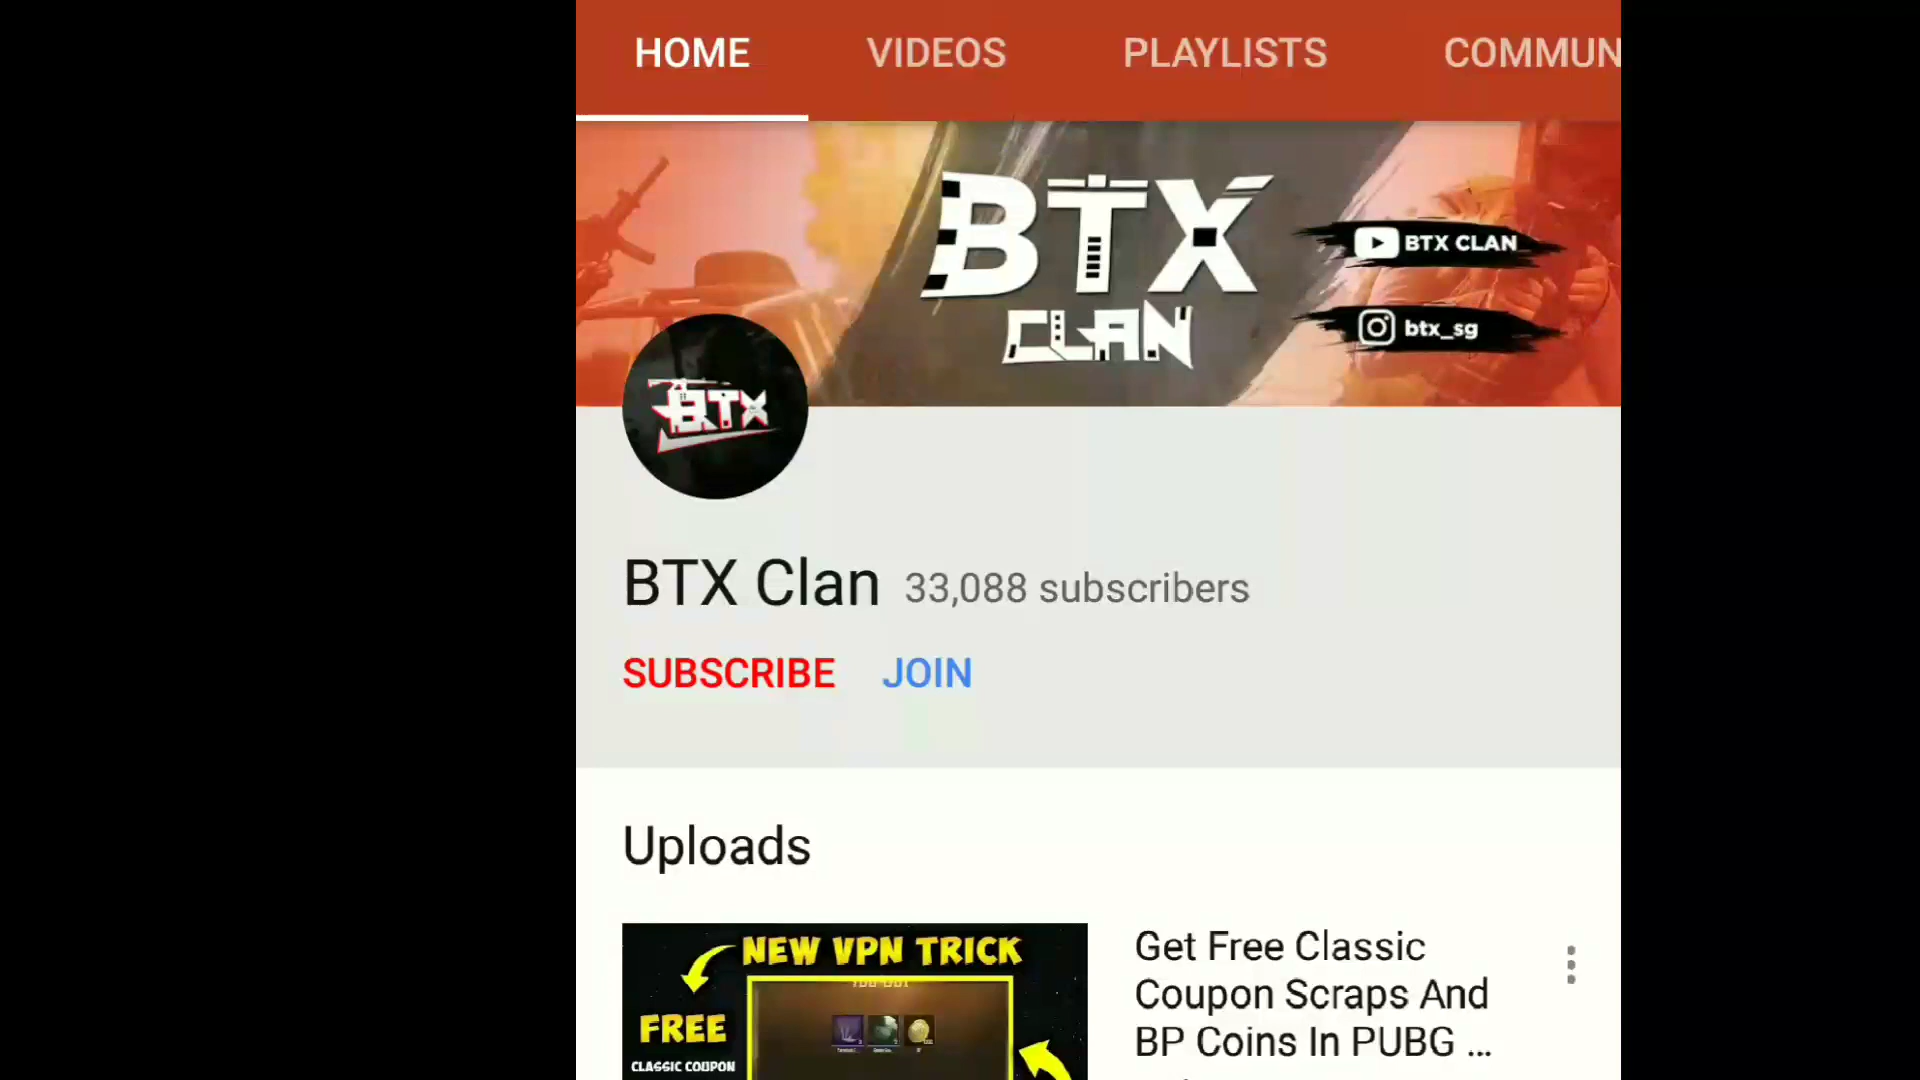 HOME VIDEOS PLAYLISTS COMMUN
BTX
CLAN
BTX CLAN
btx_sg
BTX
BTX Clan 33,088 subscribers
SUBSCRIBE JOIN
Uploads
NEW VPN TRICK
FREE
CLASSIC COUPON
Get Free Classic
Coupon Scraps And
BP Coins In PUBG ...